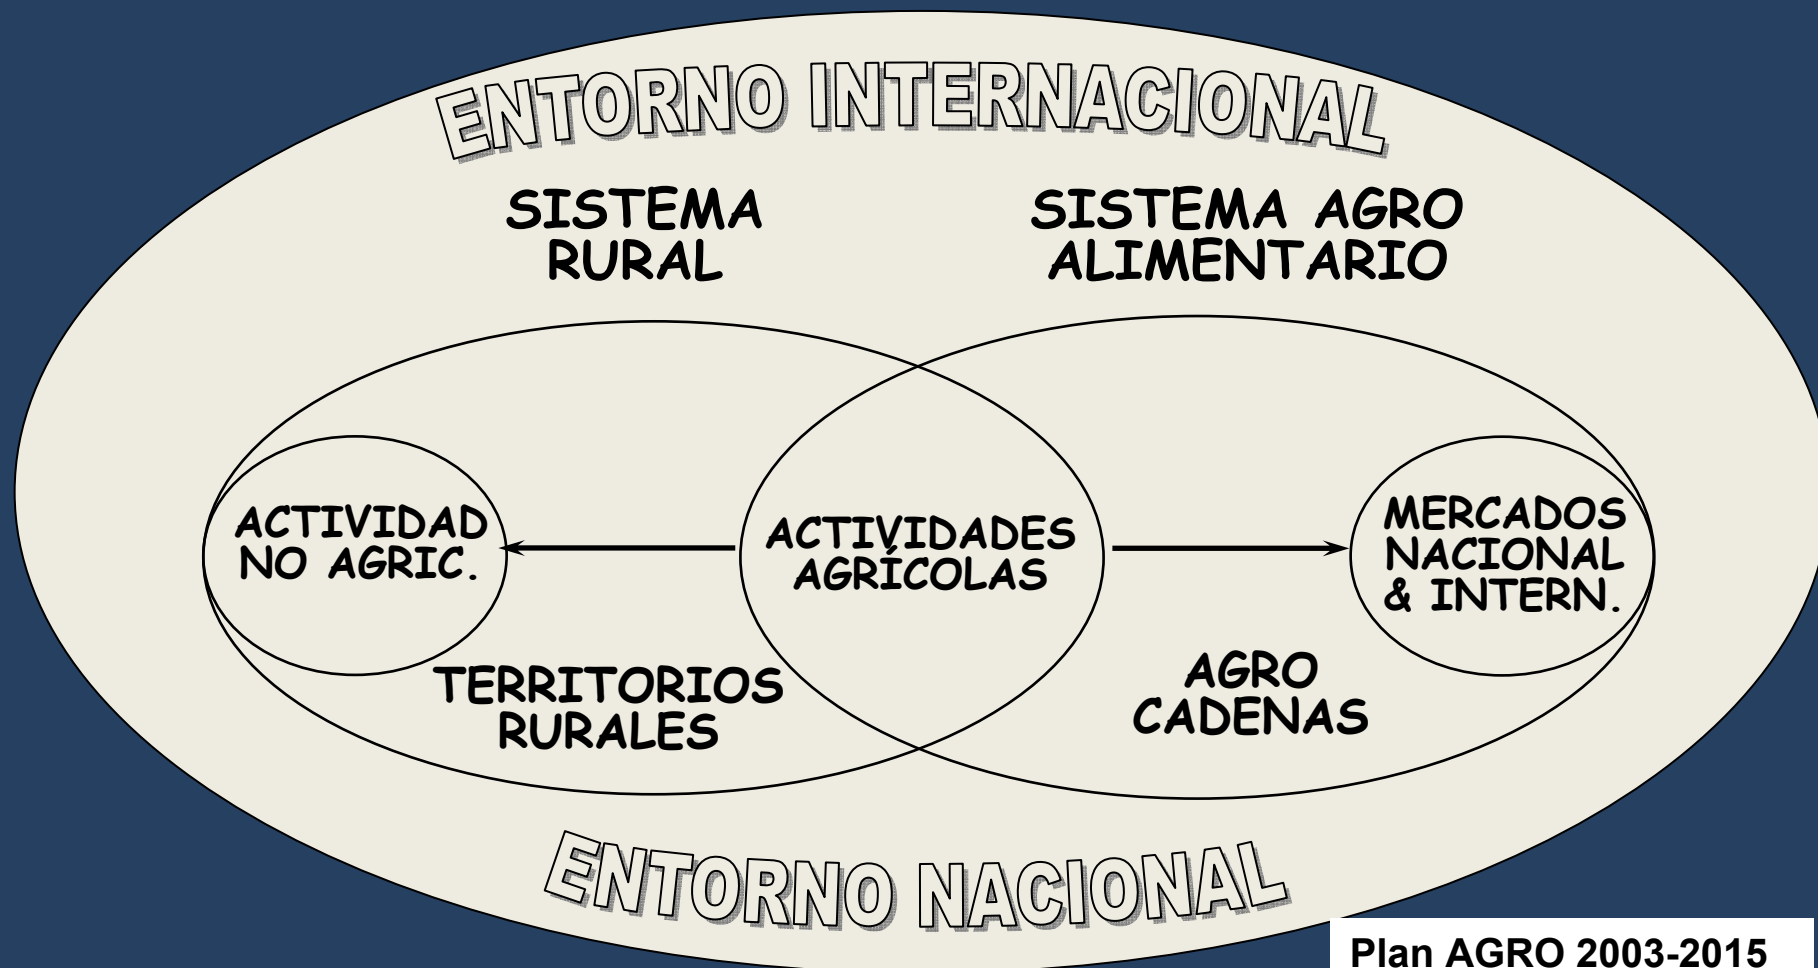 ENTORNO INTERNACIONAL
SISTEMA
RURAL
SISTEMA AGRO
ALIMENTARIO
ACTIVIDAD
NO AGRIC.
ACTIVIDADES
AGRÍCOLAS
MERCADOS
NACIONAL
& INTERN.
TERRITORIOS
RURALES
AGRO
CADENAS
ENTORNO NACIONAL
Plan AGRO 2003-2015